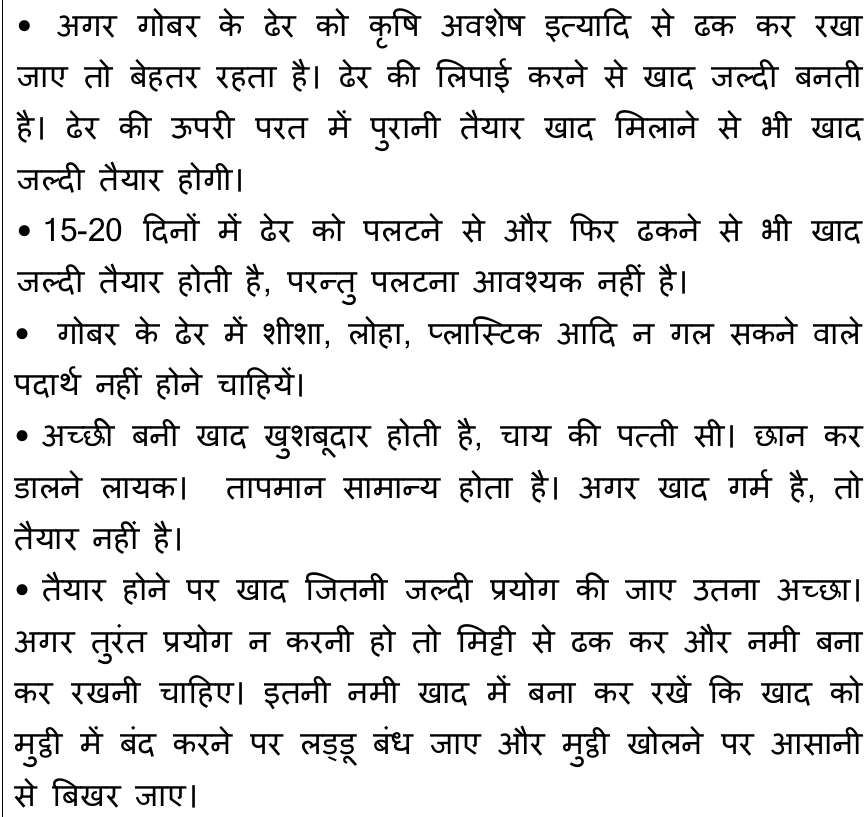 • अगर गोबर के ढेर को कृषि अवशेष इत्यादि से ढक कर रखा
जाए तो बेहतर रहता है। ढेर की लिपाई करने से खाद जल्दी बनती
है। ढेर की ऊपरी परत में पुरानी तैयार खाद मिलाने से भी खाद
जल्दी तैयार होगी।
• 15-20 दिनों में ढेर को पलटने से और फिर ढकने से भी खाद
जल्दी तैयार होती है, परन्तु पलटना आवश्यक नहीं है।
• गोबर के ढेर में शीशा, लोहा, प्लास्टिक आदि न गल सकने वाले
पदार्थ नहीं होने चाहियें।
• अच्छी बनी खाद खुशबूदार होती है, चाय की पत्ती सी। छान कर
डालने लायक। तापमान सामान्य होता है। अगर खाद गर्म है, तो
तैयार नहीं है।
• तैयार होने पर खाद जितनी जल्दी प्रयोग की जाए उतना अच्छा।
अगर तुरंत प्रयोग न करनी हो तो मिट्टी से ढक कर और नमी बना
कर रखनी चाहिए। इतनी नमी खाद में बना कर रखें कि खाद को
मुट्ठी में बंद करने पर लड्डू बंध जाए और मुट्ठी खोलने पर आसानी
से बिखर जाए।